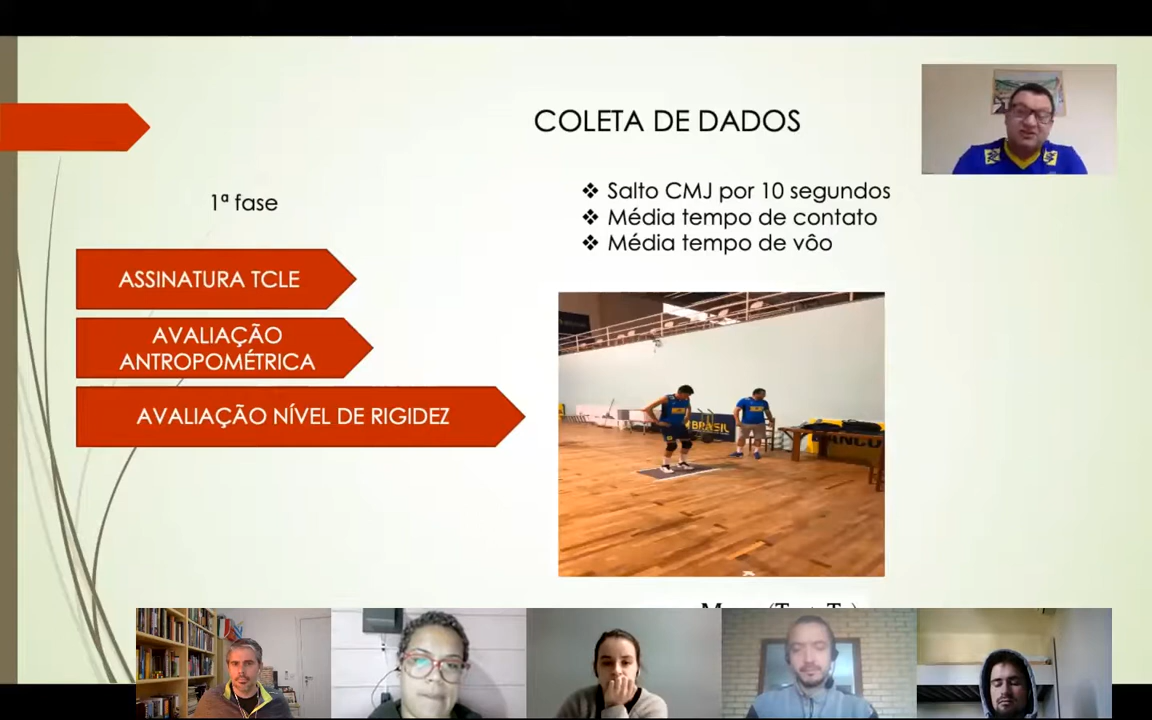 COLETA DE DADOS
1ª fase
ASSINATURA TCLE
AVALIAÇÃO
ANTROPOMÉTRICA
AVALIAÇÃO NÍVEL DE RIGIDEZ
❖ Salto CMJ por 10 segundos
❖ Média tempo de contato
❖ Média tempo de vôo
BRASIL